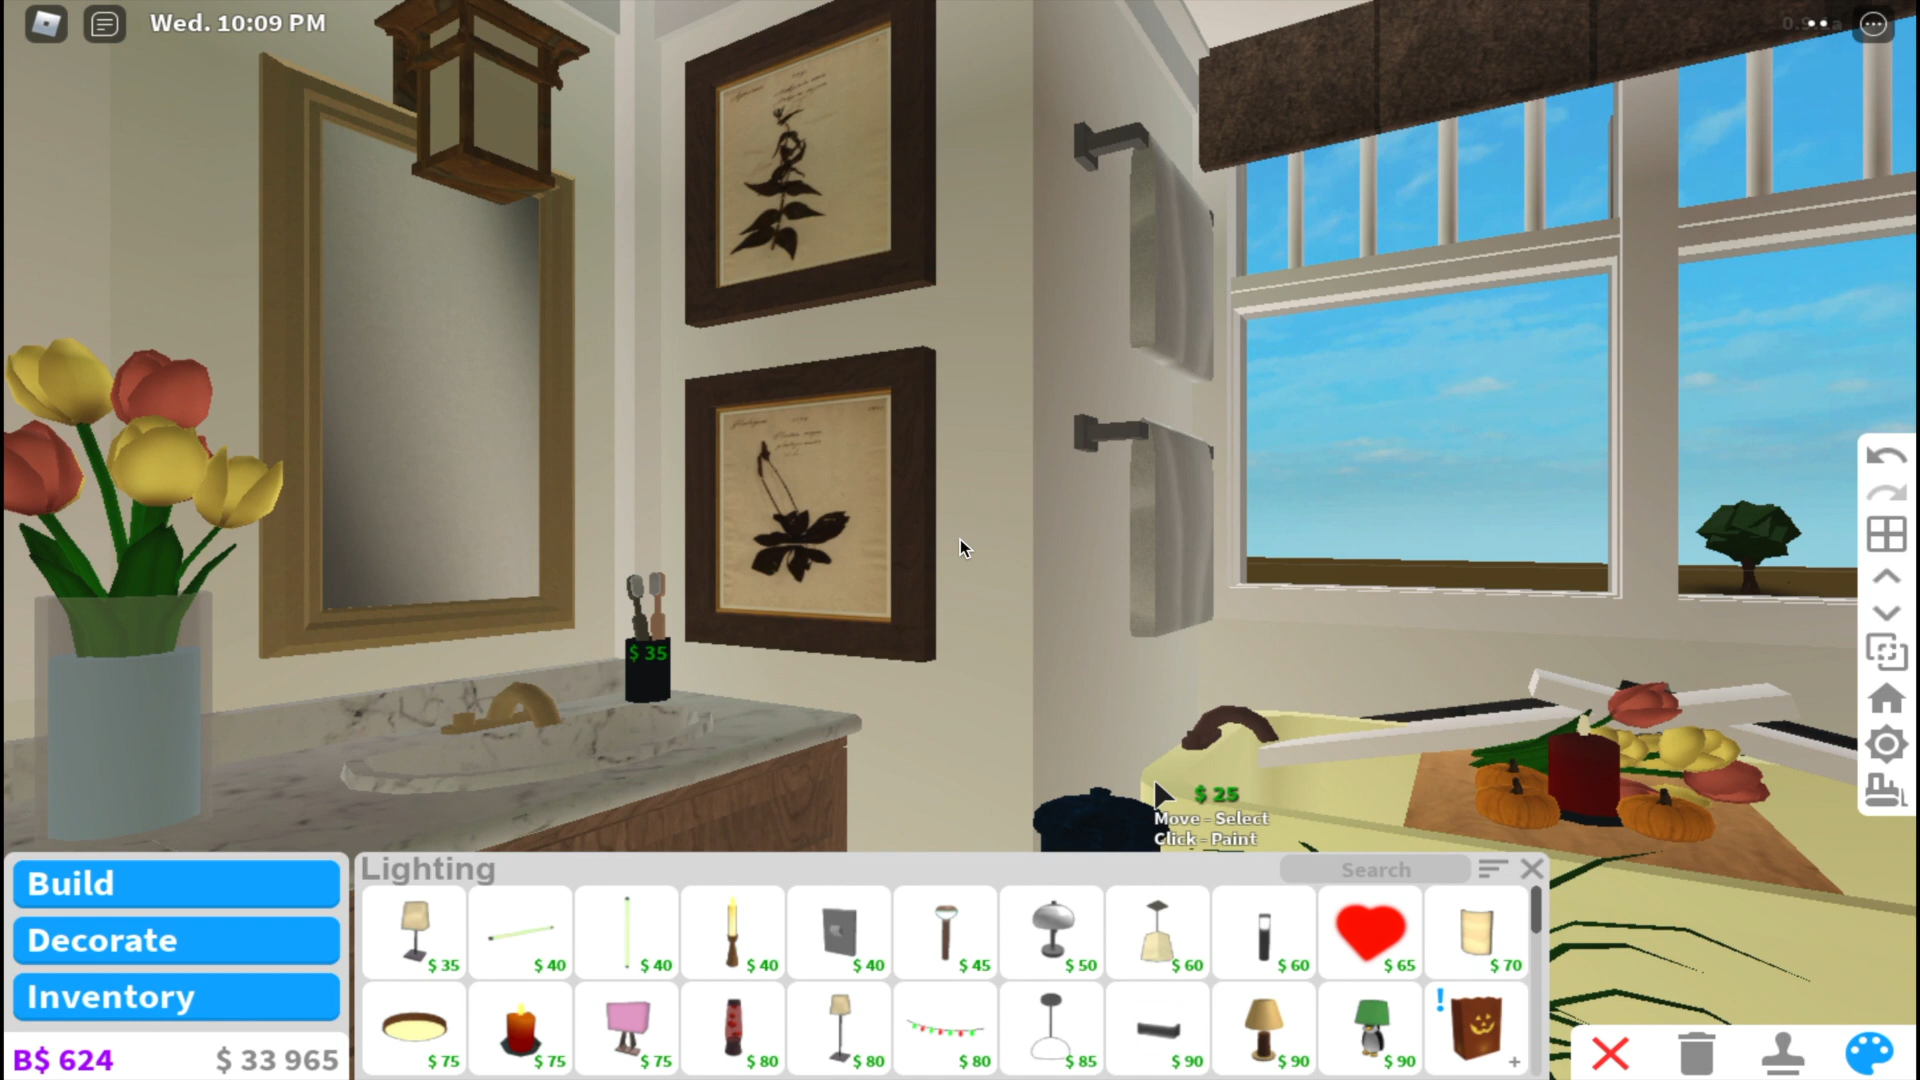 Wed. 10:09 PM
$ 35
$ 25
Move - Select
Click - Paint
Build
Decorate
Inventory
B$ 624
$ 33 965
Lighting
Search
$ 35
$ 40
$ 40
$ 40
$ 40
$ 45
$ 50
$ 60
$ 60
$ 65
$ 70
$ 75
$ 75
$ 75
$ 80
$ 80
$ 80
$ 85
$ 90
$ 90
$ 90
!
+